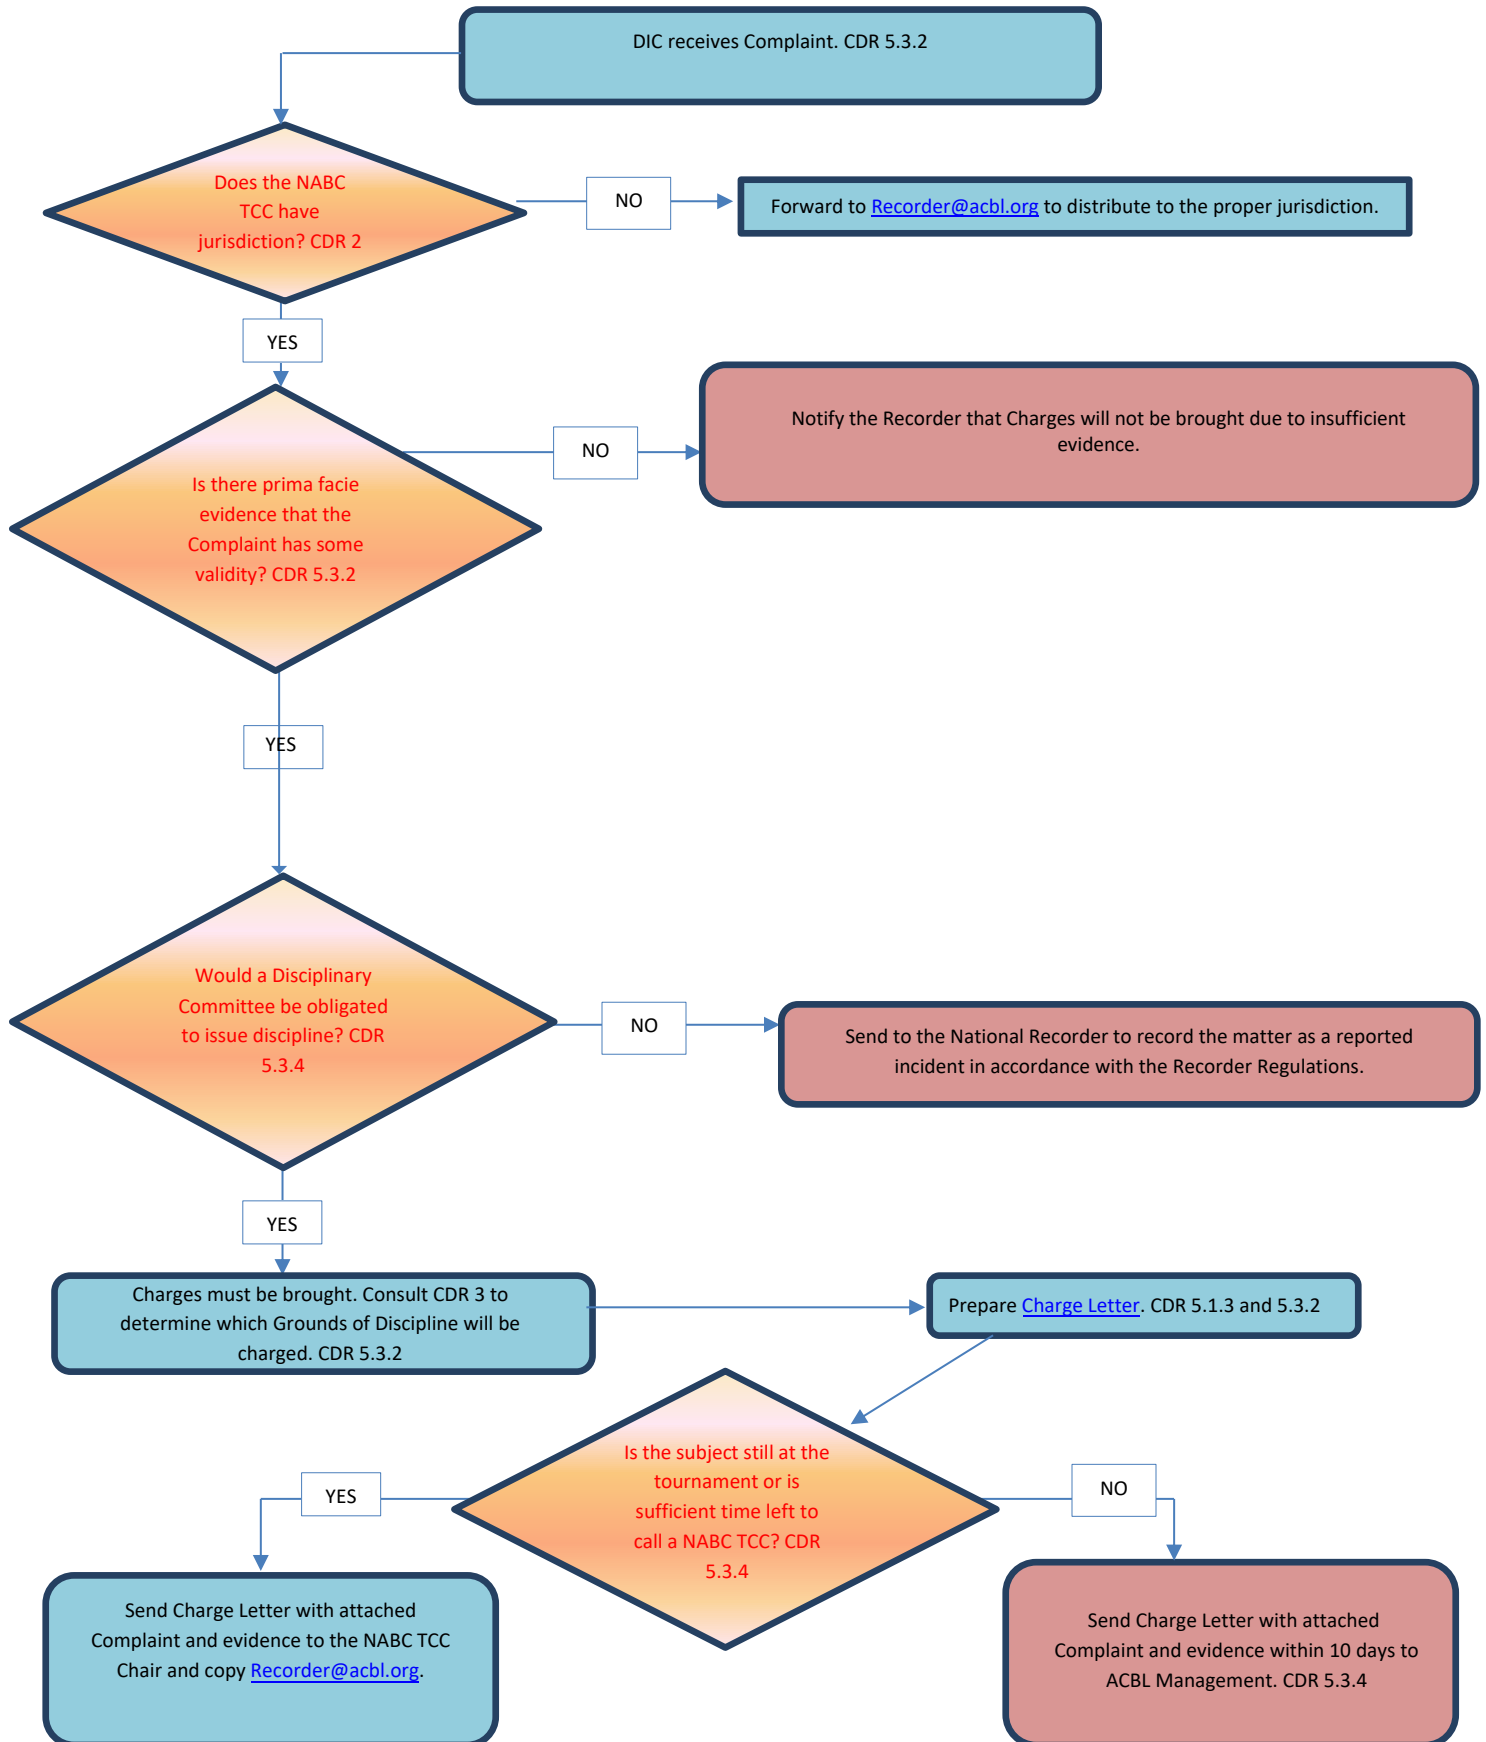 DIC receives Complaint. CDR 5.3.2
Does the NABC
TCC have
jurisdiction? CDR 2
NO
Forward to Recorder@acbl.org to distribute to the proper jurisdiction.
YES
Is there prima facie
evidence that the
Complaint has some
validity? CDR 5.3.2
NO
Notify the Recorder that Charges will not be brought due to insufficient
evidence.
YES
Would a Disciplinary
Committee be obligated
to issue discipline? CDR
5.3.4
NO
Send to the National Recorder to record the matter as a reported
incident in accordance with the Recorder Regulations.
YES
Charges must be brought. Consult CDR 3 to
determine which Grounds of Discipline will be
charged. CDR 5.3.2
Prepare Charge Letter. CDR 5.1.3 and 5.3.2
Is the subject still at the
tournament or is
sufficient time left to
call a NABC TCC? CDR
5.3.4
YES
NO
Send Charge Letter with attached
Complaint and evidence to the NABC TCC
Chair and copy Recorder@acbl.org.
Send Charge Letter with attached
Complaint and evidence within 10 days to
ACBL Management. CDR 5.3.4